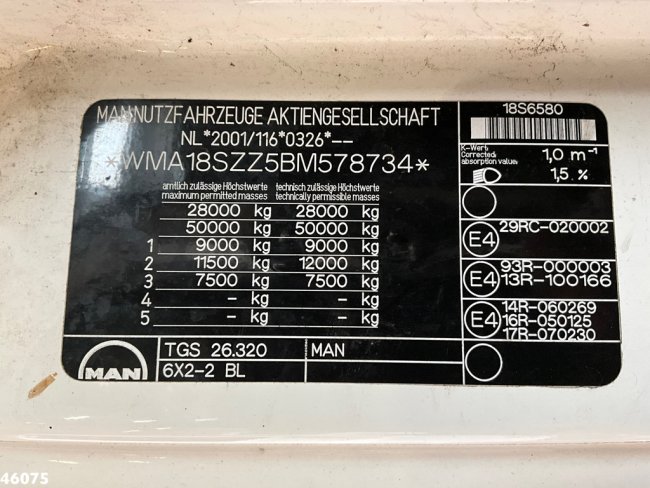 MAN NUTZFAHRZEUGE AKTIENGESELLSCHAFT
NL*2001/116*0326*--
*WMA18SZZ5BM578734*
amtlich zulässige Höchstwerte technisch zulässige Höchstwerte
maximum permitted masses technically permissible masses
28000 kg 28000 kg
50000 kg 50000 kg
1 9000 kg 9000 kg
2 11500 kg 12000 kg
3 7500 kg 7500 kg
4 - kg - kg
5 - kg - kg
MAN
TGS 26.320 MAN
6X2-2 BL
18S6580
K-Wert:
Corrected absorption value: 1,0 m⁻¹
1,5. %
E4 29RC-020002
E4 93R-000003
13R-100166
E4 14R-060269
16R-050125
17R-070230
46075